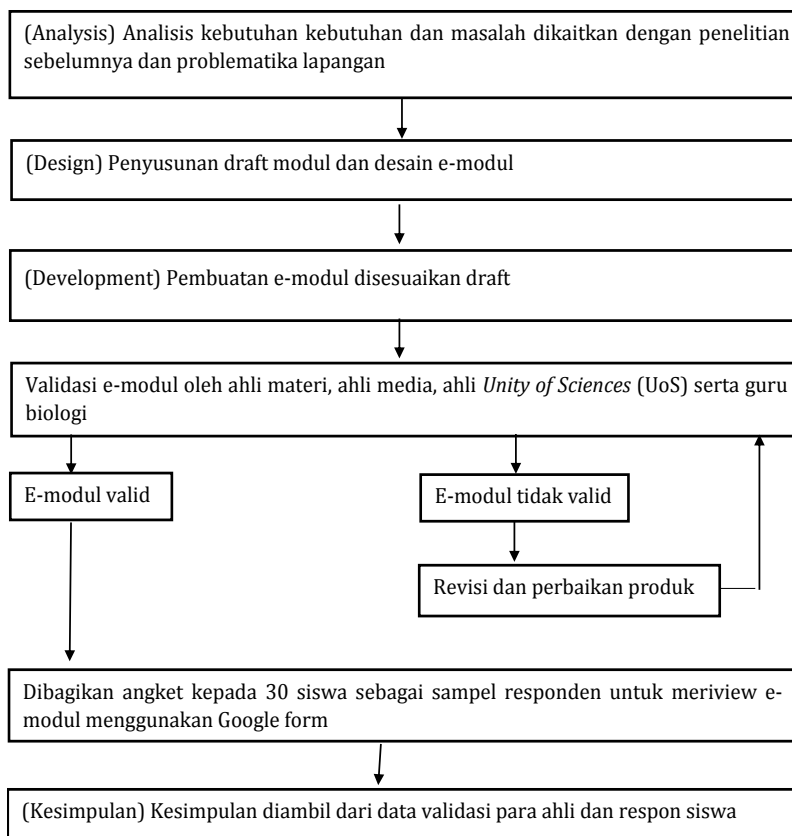 (Analysis) Analisis kebutuhan kebutuhan dan masalah dikaitkan dengan penelitian
sebelumnya dan problematika lapangan
(Design) Penyusunan draft modul dan desain e-modul
(Development) Pembuatan e-modul disesuaikan draft
Validasi e-modul oleh ahli materi, ahli media, ahli Unity of Sciences (UoS) serta guru
biologi
E-modul valid
E-modul tidak valid
Revisi dan perbaikan produk
Dibagikan angket kepada 30 siswa sebagai sampel responden untuk meriview e-
modul menggunakan Google form
(Kesimpulan) Kesimpulan diambil dari data validasi para ahli dan respon siswa